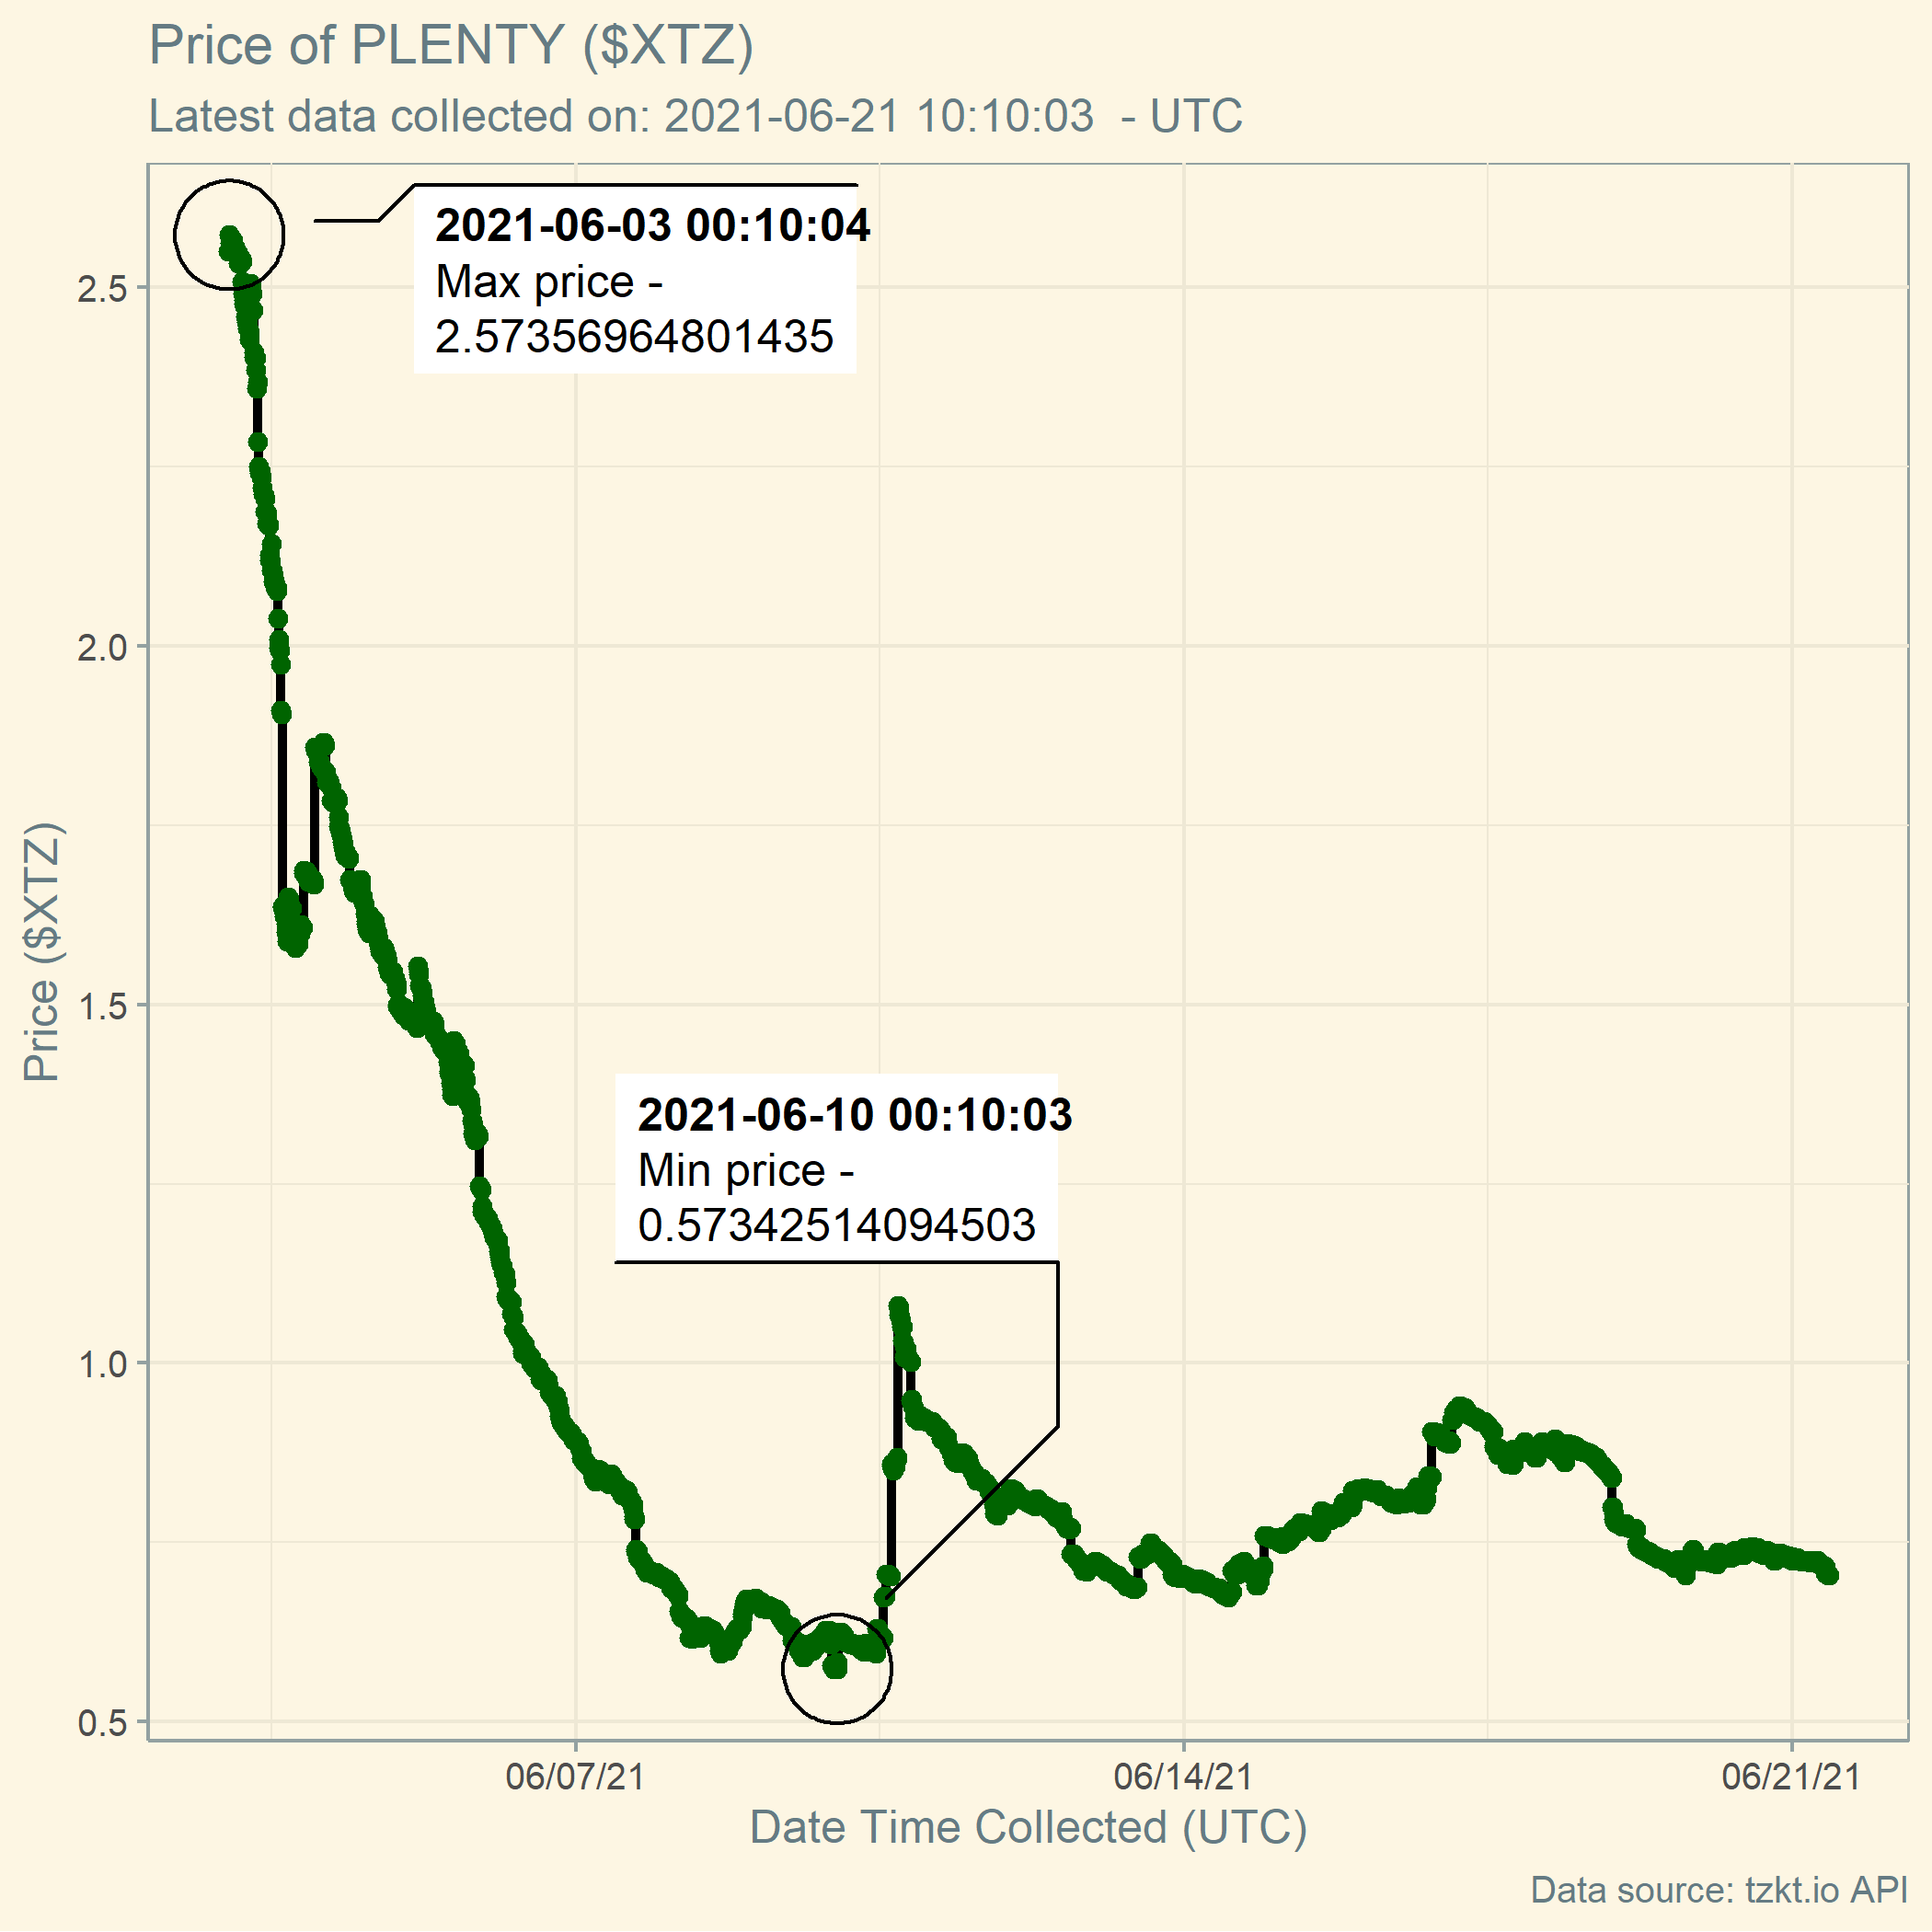 Price of PLENTY ($XTZ)
Latest data collected on: 2021-06-21 10:10:03  - UTC
2021-06-03 00:10:04
Max price -
2.57356964801435
2021-06-10 00:10:03
Min price -
0.57342514094503
Price ($XTZ)
2.5
2.0
1.5
1.0
0.5
06/07/21
06/14/21
06/21/21
Date Time Collected (UTC)
Data source: tzkt.io API